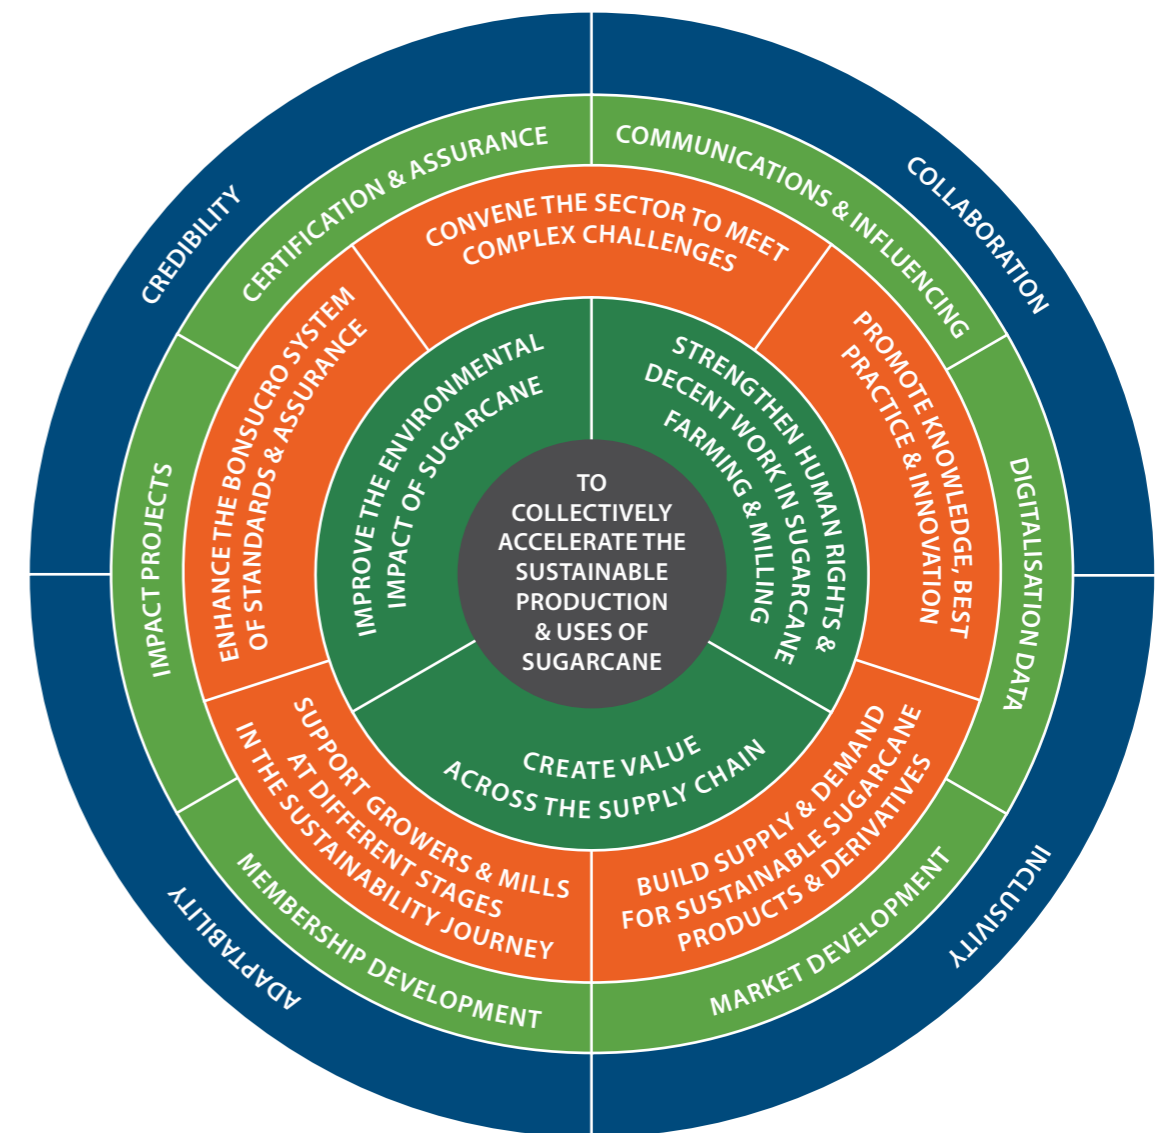 CREDIBILITY
COLLABORATION
INCLUSIVITY
ADAPTABILITY
CERTIFICATION & ASSURANCE
COMMUNICATIONS & INFLUENCING
DIGITALISATION DATA
MARKET DEVELOPMENT
MEMBERSHIP DEVELOPMENT
IMPACT PROJECTS
CONVENE THE SECTOR TO MEET
COMPLEX CHALLENGES
PROMOTE KNOWLEDGE, BEST
PRACTICE & INNOVATION
BUILD SUPPLY & DEMAND
FOR SUSTAINABLE SUGARCANE
PRODUCTS & DERIVATIVES
SUPPORT GROWERS & MILLS
AT DIFFERENT STAGES
IN THE SUSTAINABILITY JOURNEY
ENHANCE THE BONSUCRO SYSTEM
OF STANDARDS & ASSURANCE
IMPROVE THE ENVIRONMENTAL
IMPACT OF SUGARCANE
STRENGTHEN HUMAN RIGHTS &
DECENT WORK IN SUGARCANE
FARMING & MILLING
CREATE VALUE
ACROSS THE SUPPLY CHAIN
TO
COLLECTIVELY
ACCELERATE THE
SUSTAINABLE
PRODUCTION
& USES OF
SUGARCANE